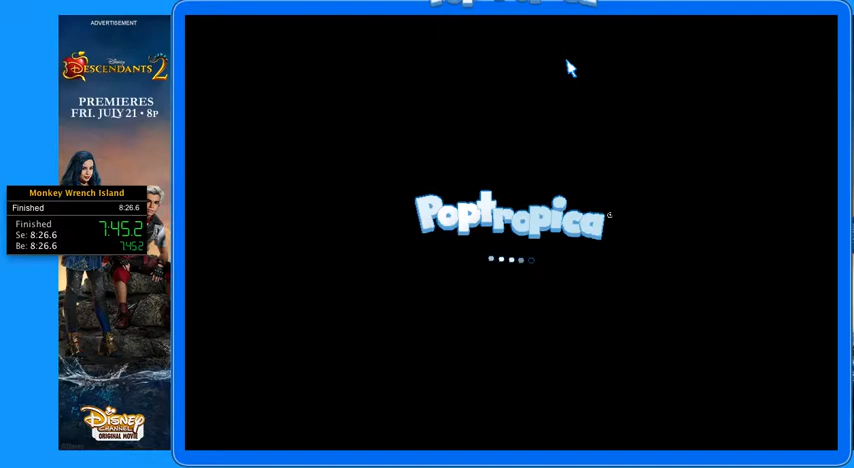 ADVERTISEMENT
Disney
DESCENDANTS 2
PREMIERES
FRI. JULY 21 • 8P
Monkey Wrench Island
Finished 8:26.6
Finished 7:45.2
Se: 8:26.6
Be: 8:26.6 7:45.2
Poptropica
Disney
CHANNEL
ORIGINAL MOVIE